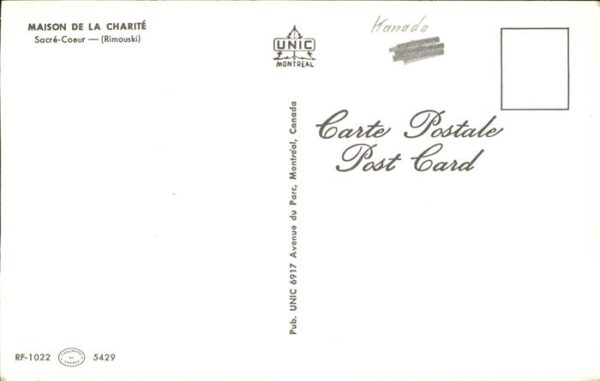 MAISON DE LA CHARITÉ
Sacré-Coeur — (Rimouski)
UNIC
MONTREAL
Kanada
Carte Postale
Post Card
Pub. UNIC 6917 Avenue du Parc, Montréal, Canada
RF-1022 5429